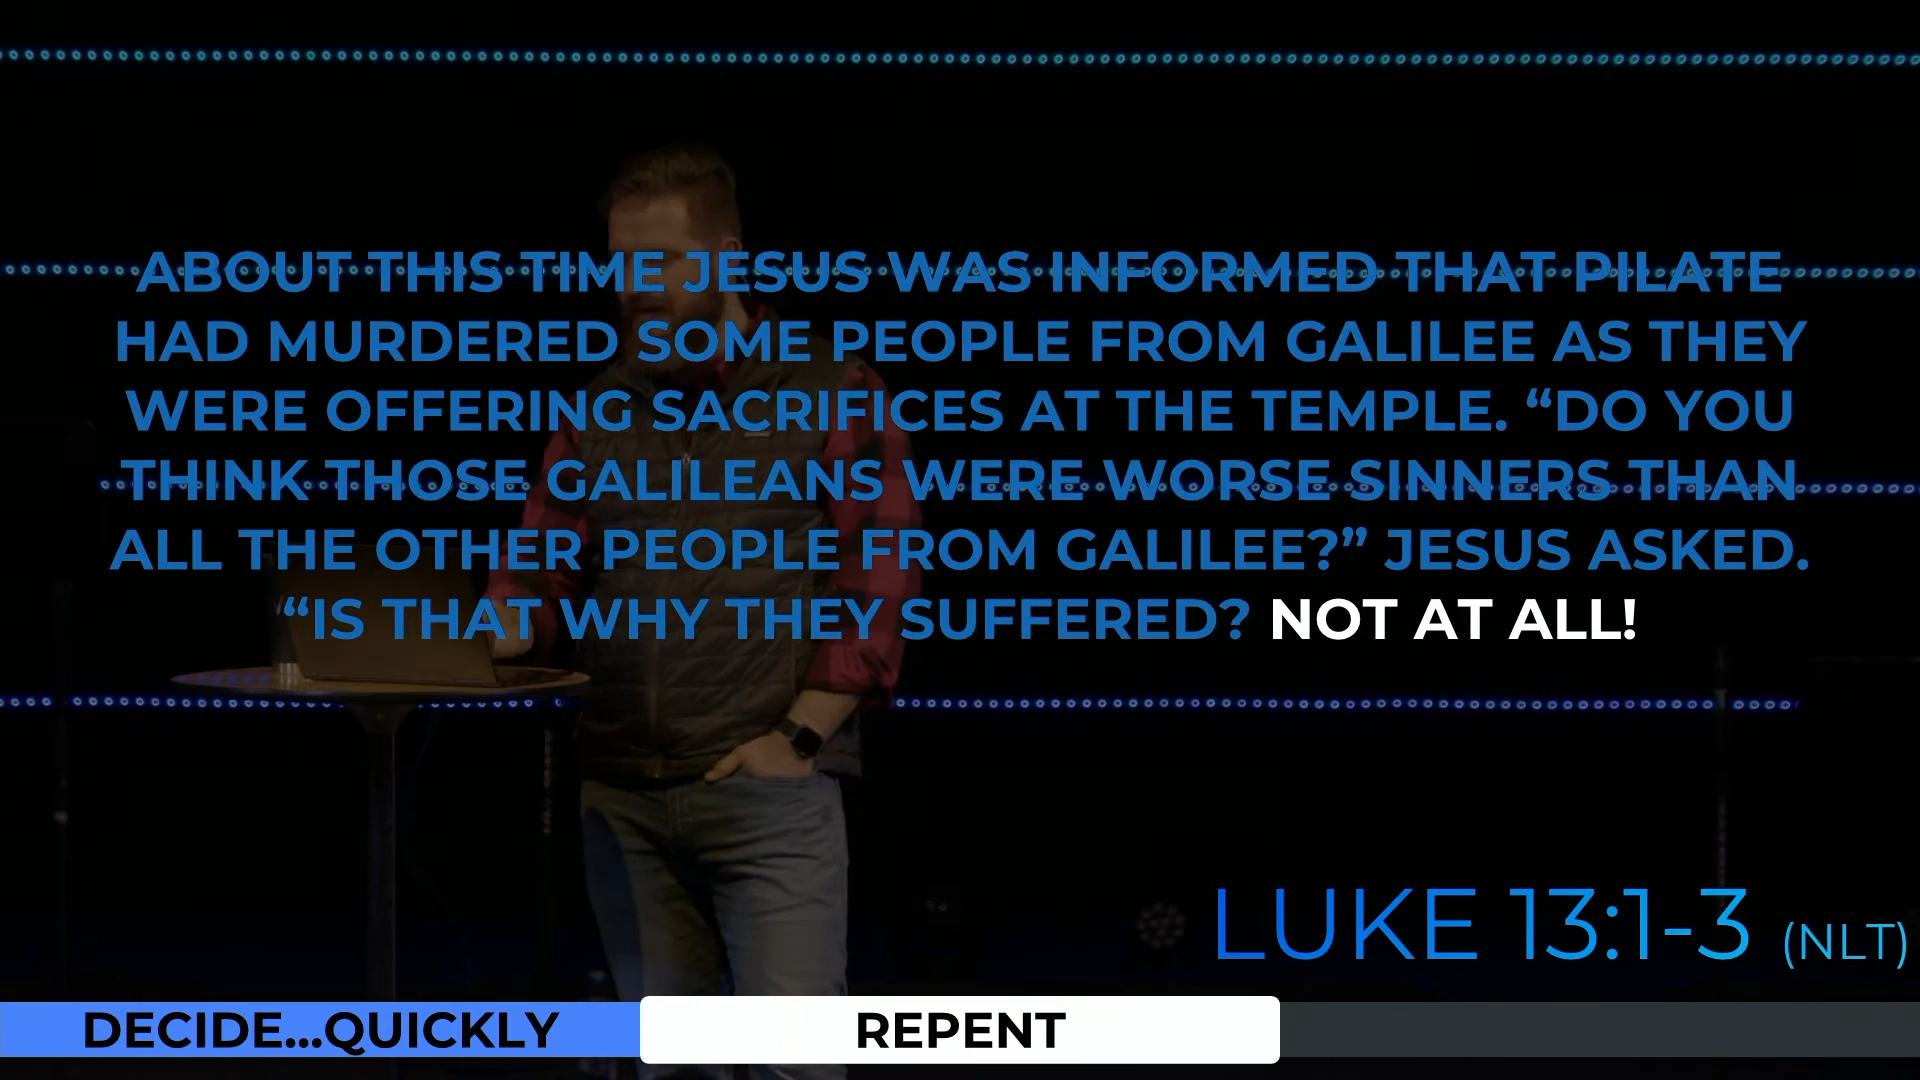 ABOUT THIS TIME JESUS WAS INFORMED THAT PILATE
HAD MURDERED SOME PEOPLE FROM GALILEE AS THEY
WERE OFFERING SACRIFICES AT THE TEMPLE. “DO YOU
THINK THOSE GALILEANS WERE WORSE SINNERS THAN
ALL THE OTHER PEOPLE FROM GALILEE?” JESUS ASKED.
“IS THAT WHY THEY SUFFERED? NOT AT ALL!
LUKE 13:1-3 (NLT)
DECIDE...QUICKLY
REPENT